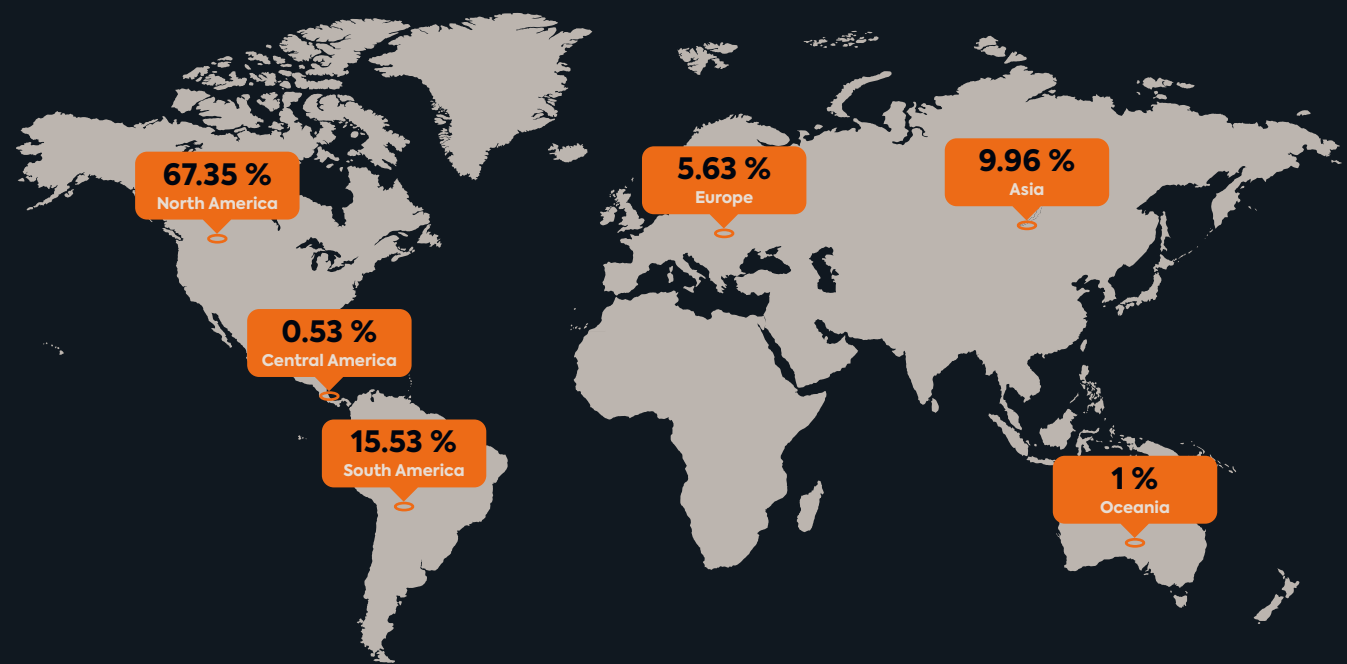 67.35 %
North America
5.63 %
Europe
9.96 %
Asia
0.53 %
Central America
15.53 %
South America
1 %
Oceania